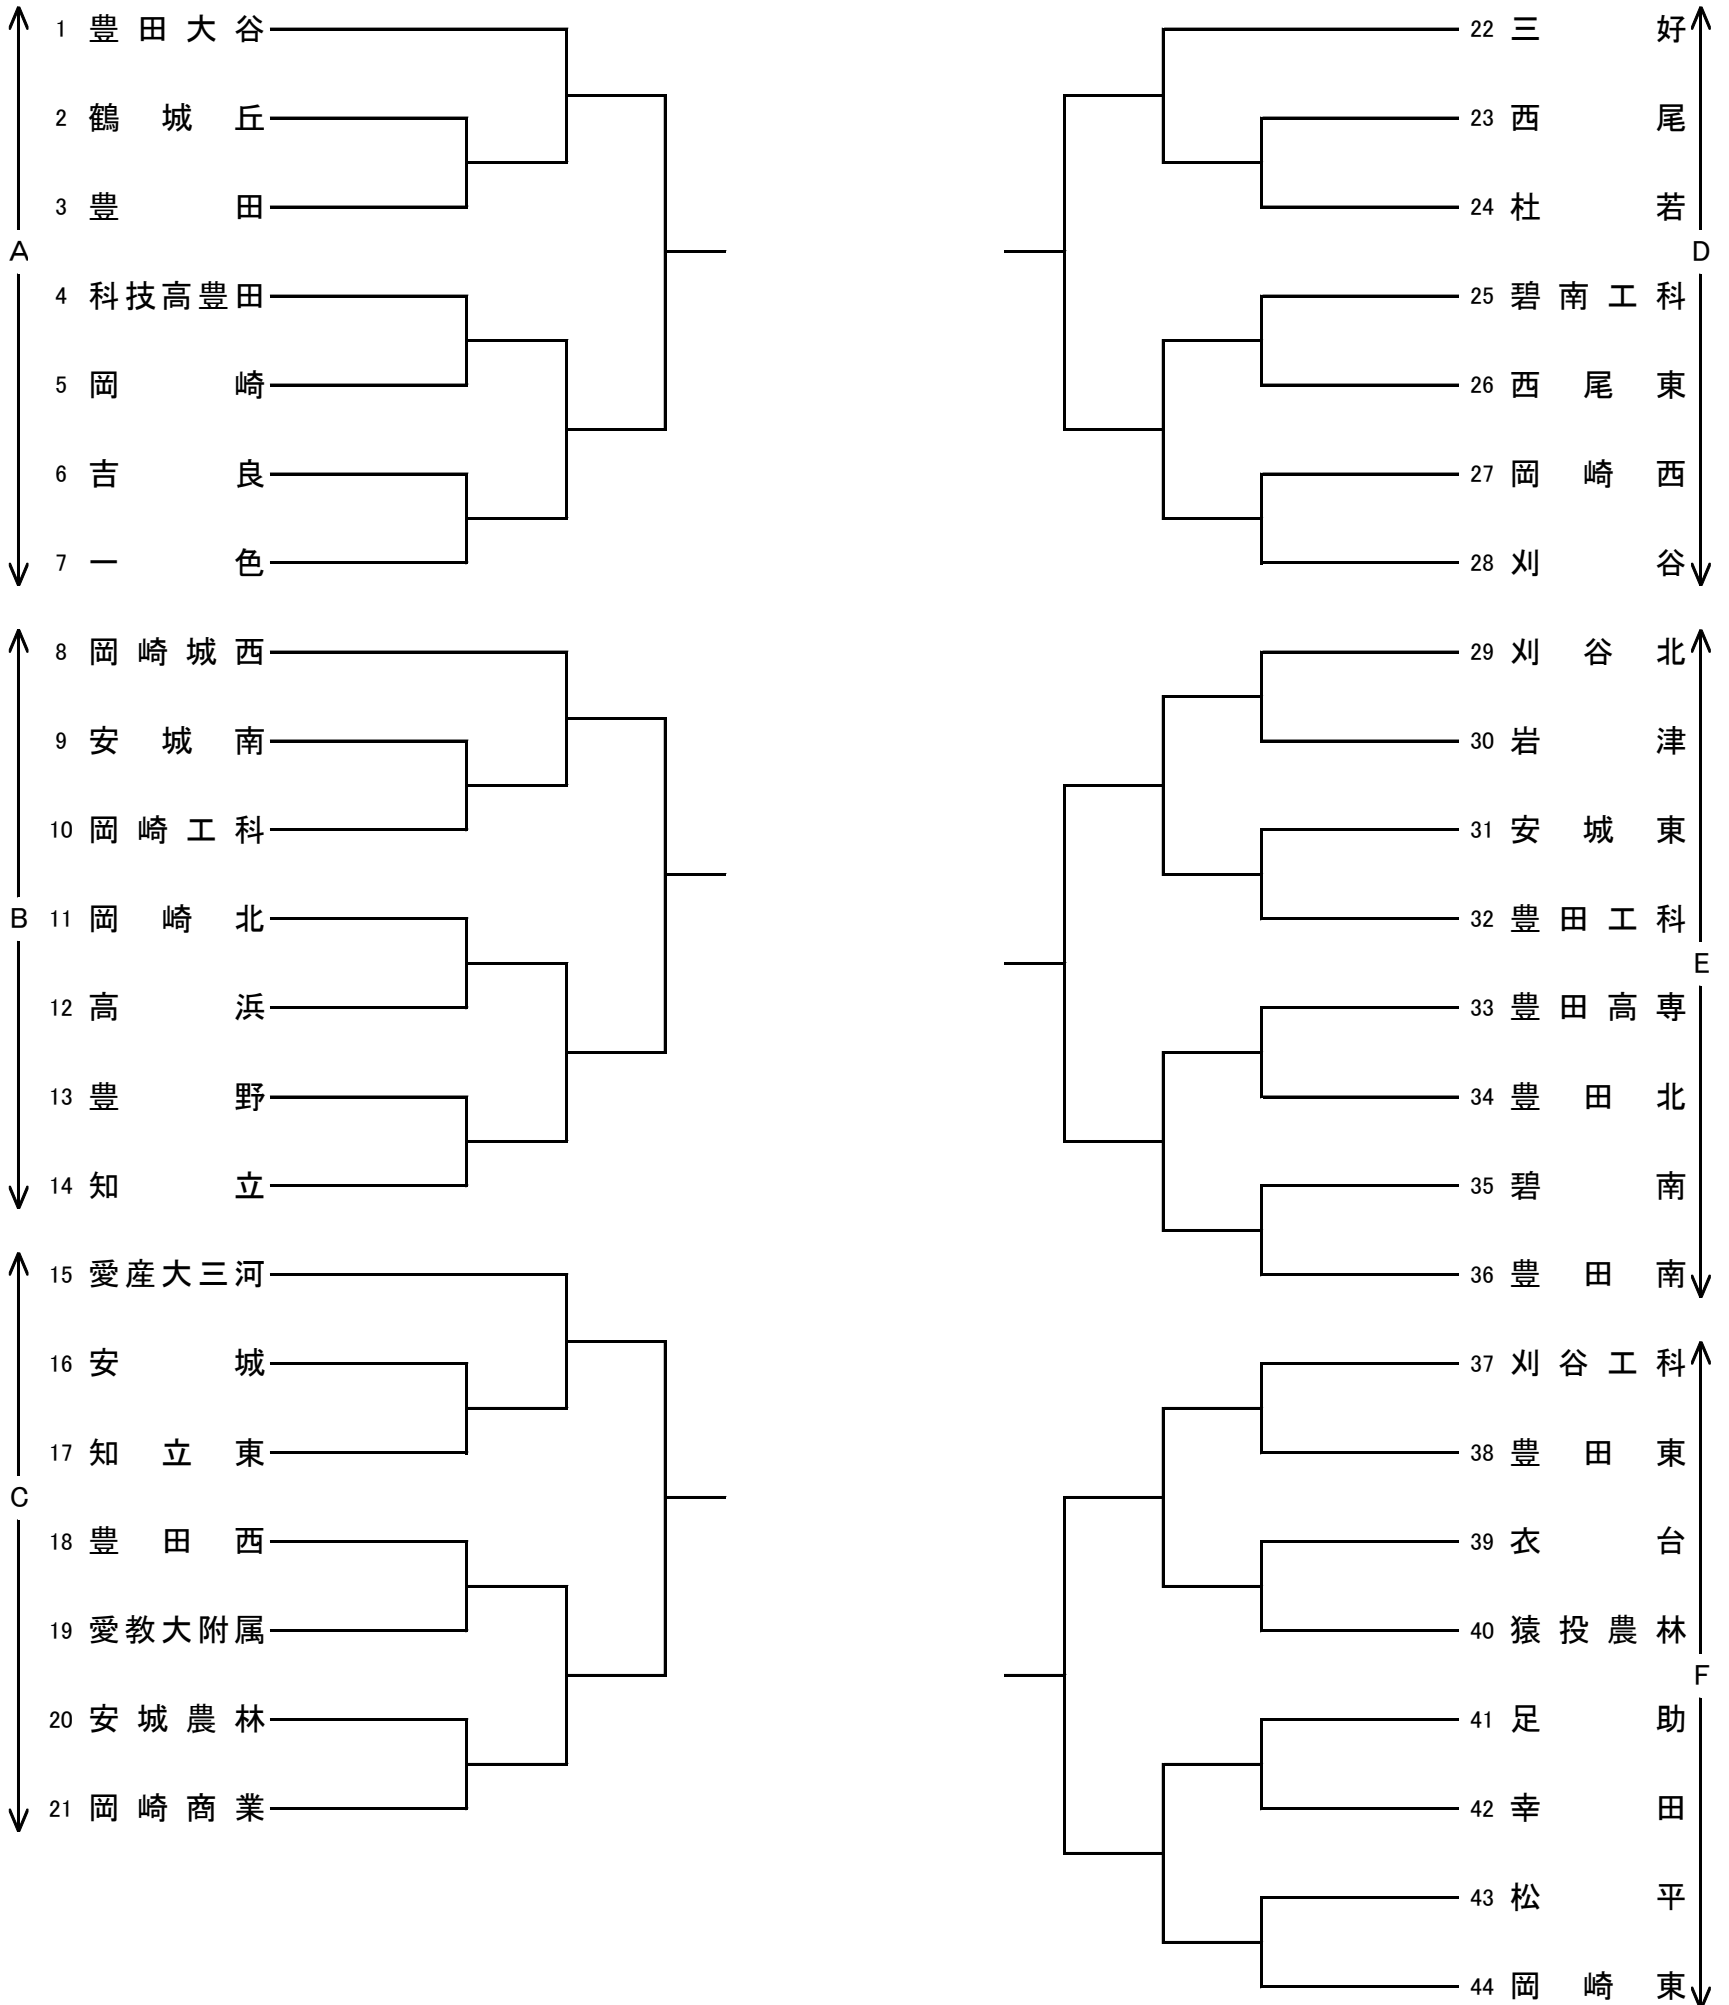 A
1 豊田大谷
2 鶴城丘
3 豊田
4 科技高豊田
5 岡崎
6 吉良
7 一色
B
8 岡崎城西
9 安城南
10 岡崎工科
11 岡崎北
12 高浜
13 豊野
14 知立
C
15 愛産大三河
16 安城
17 知立東
18 豊田西
19 愛教大附属
20 安城農林
21 岡崎商業
D
22 三好
23 西尾
24 杜若
25 碧南工科
26 西尾東
27 岡崎西
28 刈谷
E
29 刈谷北
30 岩津
31 安城東
32 豊田工科
33 豊田高専
34 豊田北
35 碧南
36 豊田南
F
37 刈谷工科
38 豊田東
39 衣台
40 猿投農林
41 足助
42 幸田
43 松平
44 岡崎東